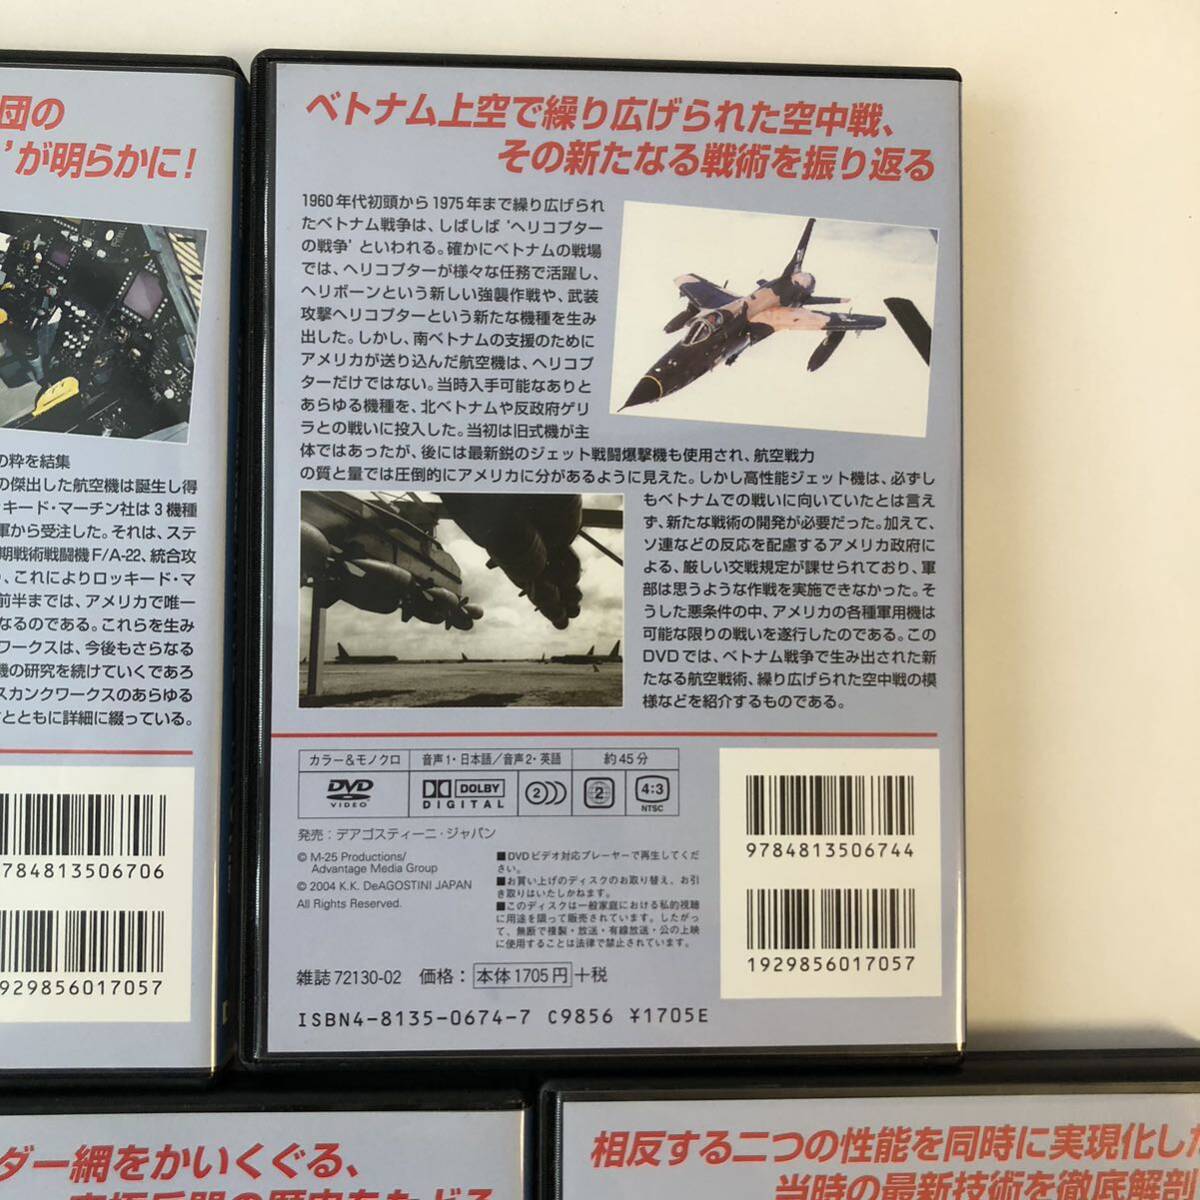 団の
’が明らかに!
の粋を結集
の傑出した航空機は誕生し得
キード・マーチン社は3機種
軍から受注した。それは、ステ
期戦術戦闘機F/A-22、統合攻
、これによりロッキード・マ
前半までは、アメリカで唯一
なるのである。これらを生み
ワークスは、今後もさらなる
機の研究を続けていくであろ
スカンクワークスのあらゆる
とともに詳細に綴っている。
784813506706
929856017057
ベトナム上空で繰り広げられた空中戦、
その新たなる戦術を振り返る
1960年代初頭から1975年まで繰り広げられ
たベトナム戦争は、しばしば‘ヘリコプター
の戦争’といわれる。確かにベトナムの戦場
では、ヘリコプターが様々な任務で活躍し、
ヘリボーンという新しい強襲作戦や、武装
攻撃ヘリコプターという新たな機種を生み
出した。しかし、南ベトナムの支援のために
アメリカが送り込んだ航空機は、ヘリコプ
ターだけではない。当時入手可能なありと
あらゆる機種を、北ベトナムや反政府ゲリ
ラとの戦いに投入した。当初は旧式機が主
体ではあったが、後には最新鋭のジェット戦闘爆撃機も使用され、航空戦力
の質と量では圧倒的にアメリカに分があるように見えた。しかし高性能ジェット機は、必ずし
もベトナムでの戦いに向いていたとは言え
ず、新たな戦術の開発が必要だった。加えて、
ソ連などの反応を配慮するアメリカ政府に
よる、厳しい交戦規定が課せられており、軍
部は思うような作戦を実施できなかった。そ
うした悪条件の中、アメリカの各種軍用機は
可能な限りの戦いを遂行したのである。この
DVDでは、ベトナム戦争で生み出された新
たなる航空戦術、繰り広げられた空中戦の模
様などを紹介するものである。
カラー&モノクロ 音声1・日本語/音声2・英語 約45分
DVD VIDEO DOLBY DIGITAL 2 2 4:3 NTSC
発売:デアゴスティーニ・ジャパン
© M-25 Productions/
Advantage Media Group
© 2004 K.K. DeAGOSTINI JAPAN
All Rights Reserved.
■DVDビデオ対応プレーヤーで再生してくだ
さい。
■お買い上げのディスクのお取り替え、お引
き取りはいたしかねます。
■このディスクは一般家庭における私的視聴
に用途を限って販売されています。したがっ
て、無断で複製・放送・有線放送・公の上映
に使用することは法律で禁止されています。
9784813506744
1929856017057
雑誌72130-02 価格:本体1705円+税
ISBN4-8135-0674-7 C9856 ¥1705E
ダー網をかいくぐる、
相反する二つの性能を同時に実現化した
当時の最新技術を徹底解剖